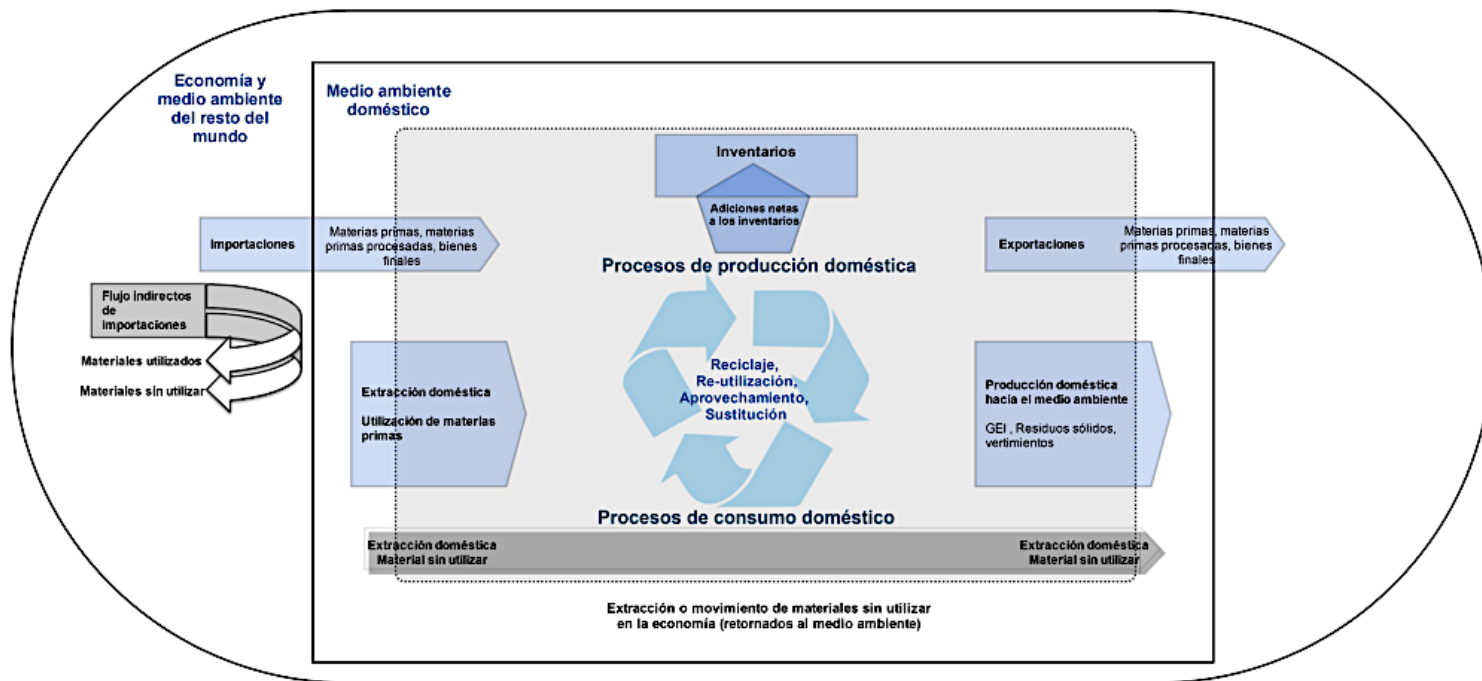 Economía y
medio ambiente
del resto del
mundo
Medio ambiente
doméstico
Inventarios
Adiciones netas
a los inventarios
Importaciones
Materias primas, materias
primas procesadas, bienes
finales
Exportaciones
Materias primas, materias
primas procesadas, bienes
finales
Procesos de producción doméstica
Flujo indirectos
de
importaciones
Materiales utilizados
Materiales sin utilizar
Extracción doméstica
Utilización de materias
primas
Reciclaje,
Re-utilización,
Aprovechamiento,
Sustitución
Producción doméstica
hacia el medio ambiente
GEI , Residuos sólidos,
vertimientos
Procesos de consumo doméstico
Extracción doméstica
Material sin utilizar
Extracción doméstica
Material sin utilizar
Extracción o movimiento de materiales sin utilizar
en la economía (retornados al medio ambiente)